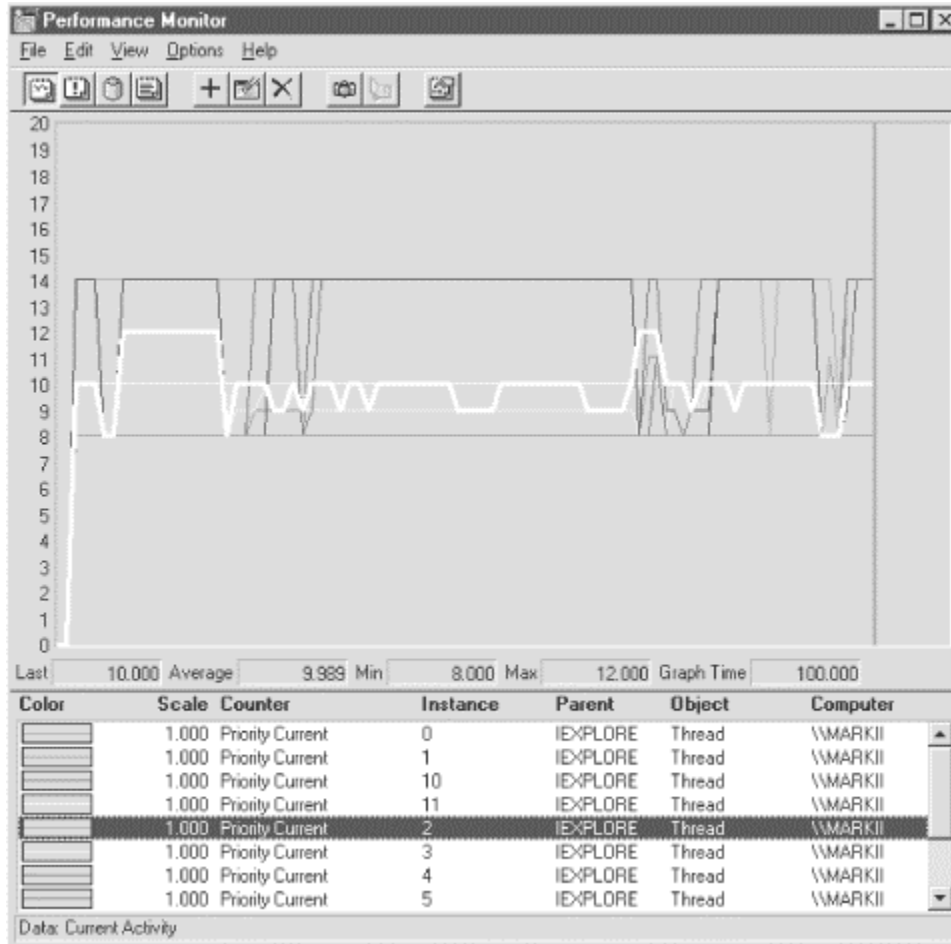 Performance Monitor
File Edit View Options Help
20
19
18
17
16
15
14
13
12
11
10
9
8
7
6
5
4
3
2
1
0
Last 10.000 Average 9.989 Min 8.000 Max 12.000 Graph Time 100.000
Color Scale Counter Instance Parent Object Computer
1.000 Priority Current 0 IEXPLORE Thread \\MARKII
1.000 Priority Current 1 IEXPLORE Thread \\MARKII
1.000 Priority Current 10 IEXPLORE Thread \\MARKII
1.000 Priority Current 11 IEXPLORE Thread \\MARKII
1.000 Priority Current 2 IEXPLORE Thread \\MARKII
1.000 Priority Current 3 IEXPLORE Thread \\MARKII
1.000 Priority Current 4 IEXPLORE Thread \\MARKII
1.000 Priority Current 5 IEXPLORE Thread \\MARKII
Data: Current Activity